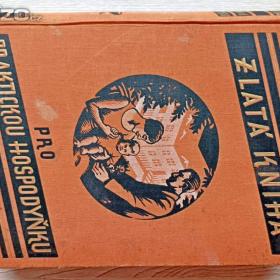 ZLATÁ KNIHA
PRO
PRAKTICKOU HOSPODYŇKU